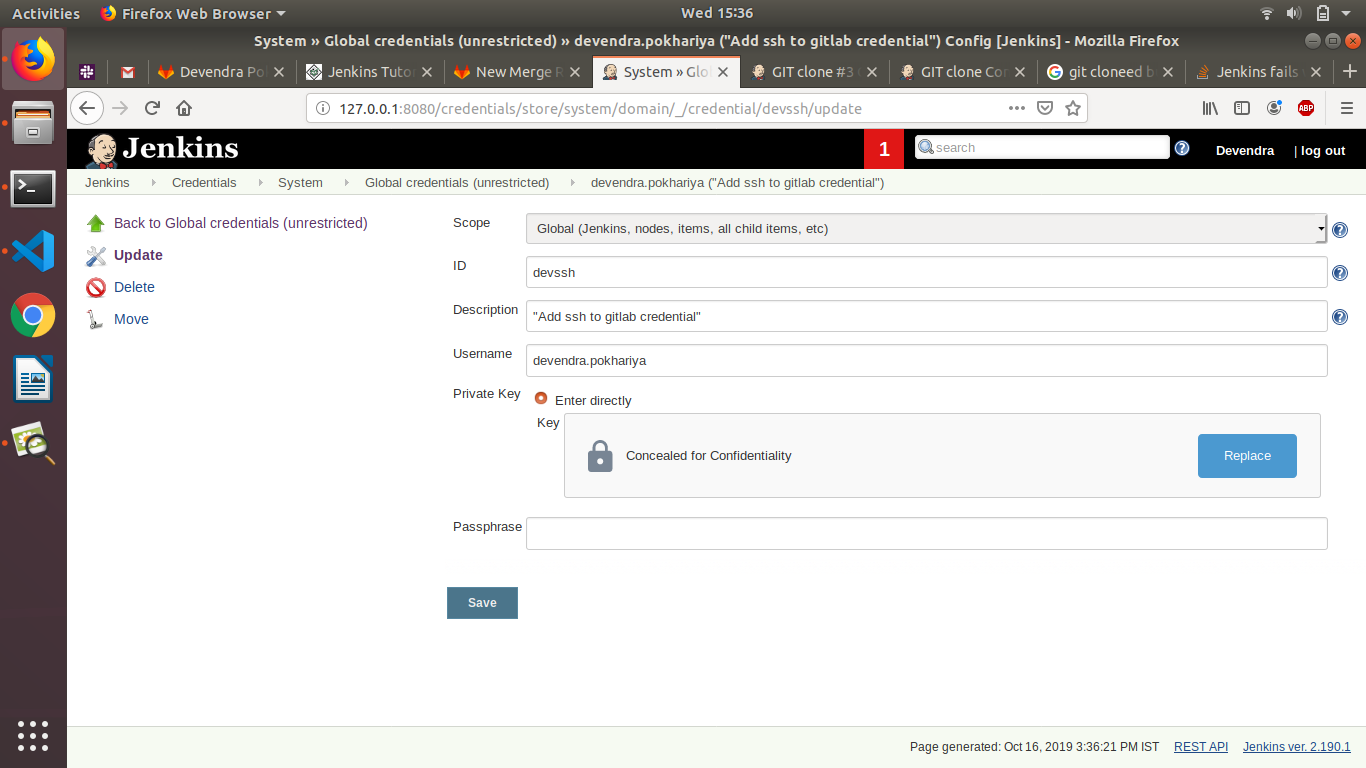 Activities Firefox Web Browser Wed 15:36
System » Global credentials (unrestricted) » devendra.pokhariya ("Add ssh to gitlab credential") Config [Jenkins] - Mozilla Firefox
Devendra Po Jenkins Tuto New Merge R System » Glo GIT clone #3 GIT clone Con git cloneed b Jenkins fails
127.0.0.1:8080/credentials/store/system/domain/_/credential/devssh/update ABP
Jenkins 1 search Devendra | log out
Jenkins Credentials System Global credentials (unrestricted) devendra.pokhariya ("Add ssh to gitlab credential")
Back to Global credentials (unrestricted)
Update
Delete
Move
Scope Global (Jenkins, nodes, items, all child items, etc)
ID devssh
Description "Add ssh to gitlab credential"
Username devendra.pokhariya
Private Key Enter directly
Key Concealed for Confidentiality Replace
Passphrase
Save
Page generated: Oct 16, 2019 3:36:21 PM IST REST API Jenkins ver. 2.190.1